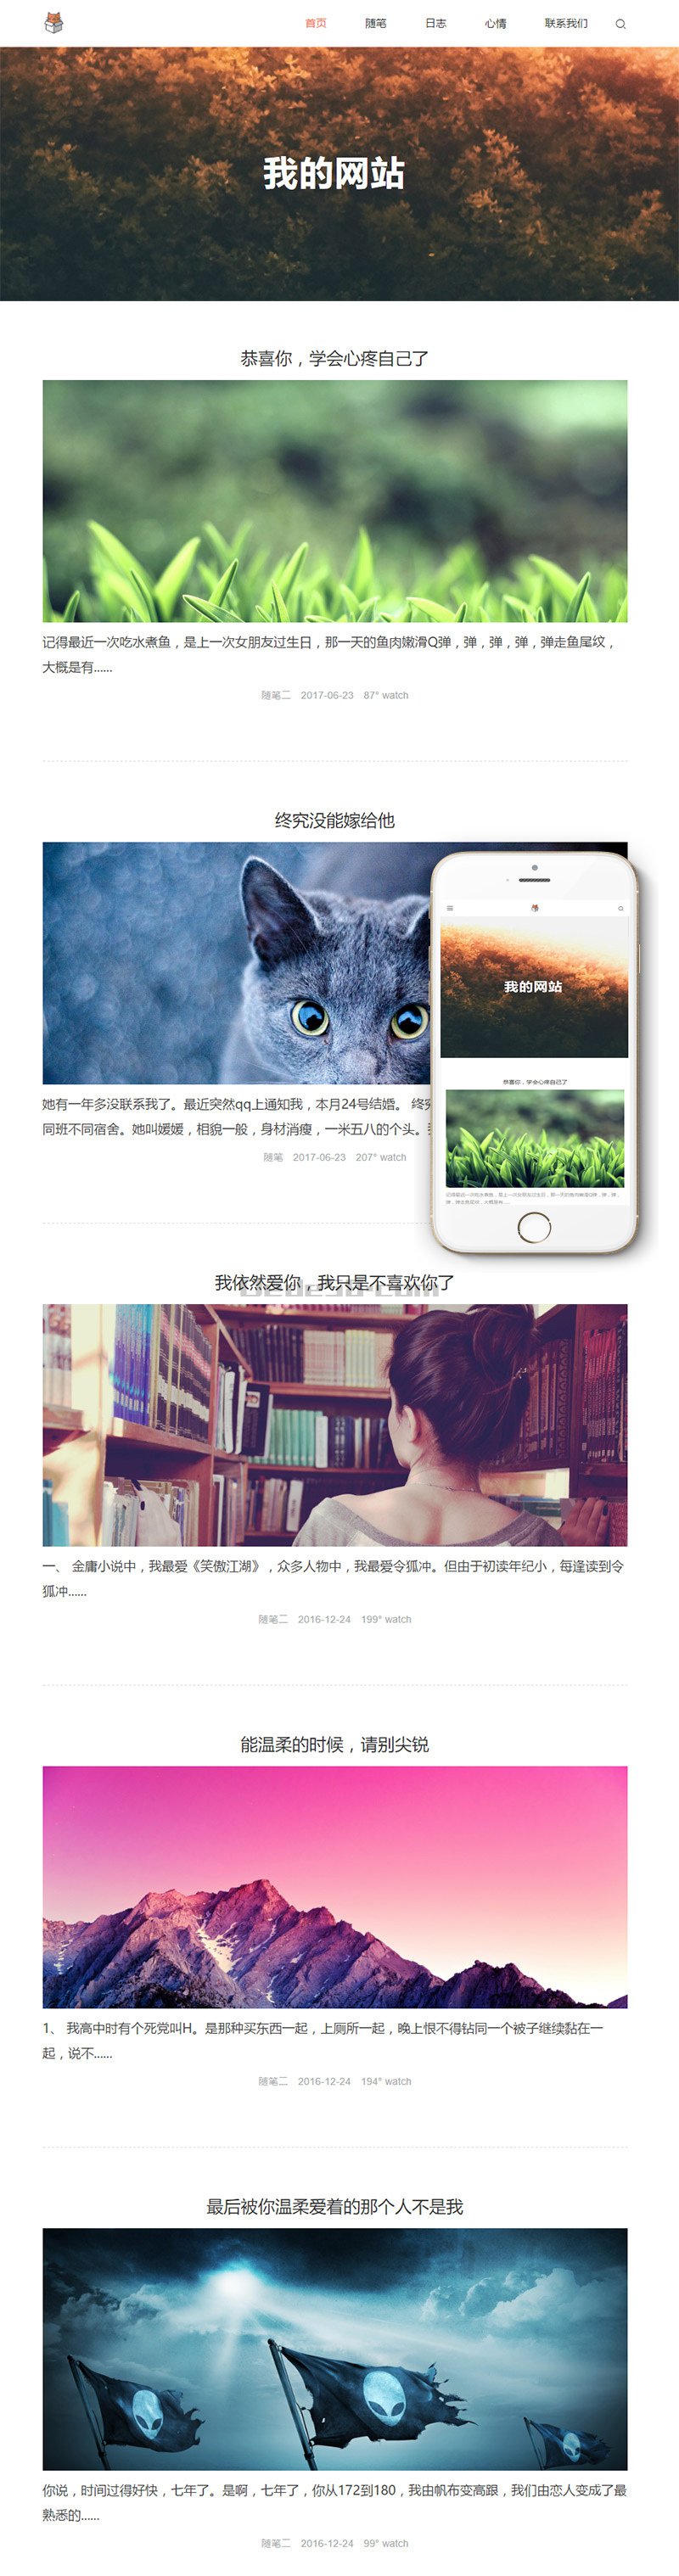 首页 随笔 日志 心情 联系我们
我的网站
恭喜你，学会心疼自己了
记得最近一次吃水煮鱼，是上一次女朋友过生日，那一天的鱼肉嫩滑Q弹，弹，弹，弹，弹走鱼尾纹，
大概是有......
随笔二 2017-06-23 87° watch
终究没能嫁给他
她有一年多没联系我了。最近突然qq上通知我，本月24号结婚。 终
同班不同宿舍。她叫媛媛，相貌一般，身材消瘦，一米五八的个头。
随笔 2017-06-23 207° watch
我的网站
恭喜你，学会心疼自己了
我依然爱你，我只是不喜欢你了
一、 金庸小说中，我最爱《笑傲江湖》，众多人物中，我最爱令狐冲。但由于初读年纪小，每逢读到令
狐冲......
随笔二 2016-12-24 199° watch
能温柔的时候，请别尖锐
1、 我高中时有个死党叫H。是那种买东西一起，上厕所一起，晚上恨不得钻同一个被子继续黏在一
起，说不......
随笔二 2016-12-24 194° watch
最后被你温柔爱着的那个人不是我
你说，时间过得好快，七年了。是啊，七年了，你从172到180，我由帆布变高跟，我们由恋人变成了最
熟悉的......
随笔二 2016-12-24 99° watch